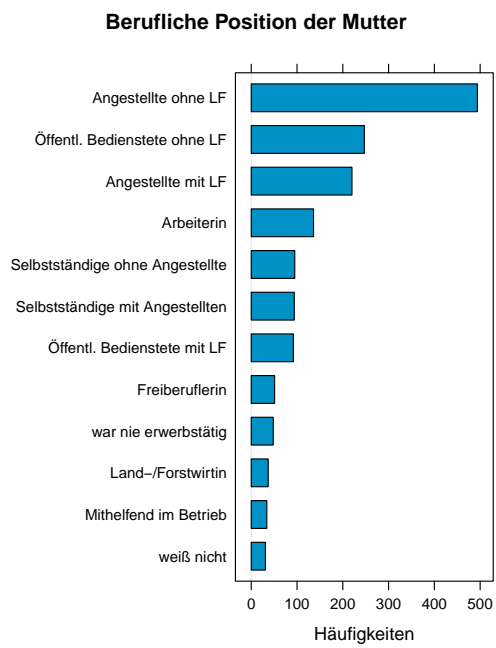 Berufliche Position der Mutter
Angestellte ohne LF
Öffentl. Bedienstete ohne LF
Angestellte mit LF
Arbeiterin
Selbstständige ohne Angestellte
Selbstständige mit Angestellten
Öffentl. Bedienstete mit LF
Freiberuflerin
war nie erwerbstätig
Land−/Forstwirtin
Mithelfend im Betrieb
weiß nicht
0 100 200 300 400 500
Häufigkeiten